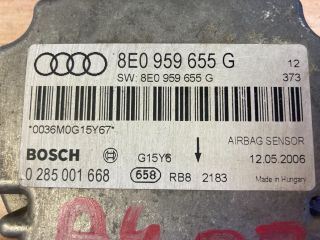 8E0 959 655 G 12
SW: 8E0 959 655 G 373
*0036M0G15Y67*
AIRBAG SENSOR
BOSCH G15Y6 12.05.2006
0 285 001 668 658 RB8 2183 Made in Hungary